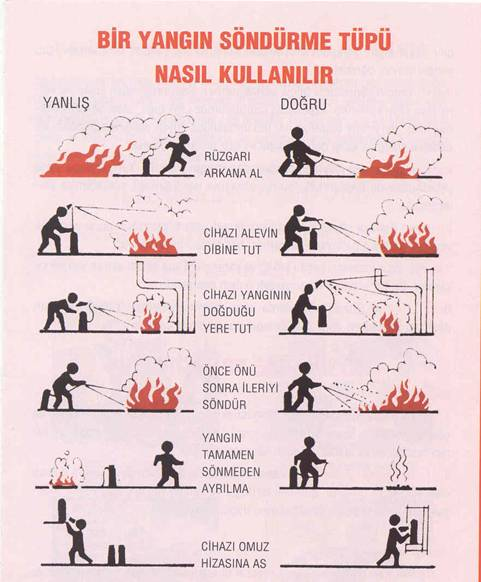 BİR YANGIN SÖNDÜRME TÜPÜ
NASIL KULLANILIR
YANLIŞ
DOĞRU
RÜZGARI
ARKANA AL
CİHAZI ALEVİN
DİBİNE TUT
CİHAZI YANGININ
DOĞDUĞU
YERE TUT
ÖNCE ÖNÜ
SONRA İLERİYİ
SÖNDÜR
YANGIN
TAMAMEN
SÖNMEDEN
AYRILMA
CİHAZI OMUZ
HİZASINA AS